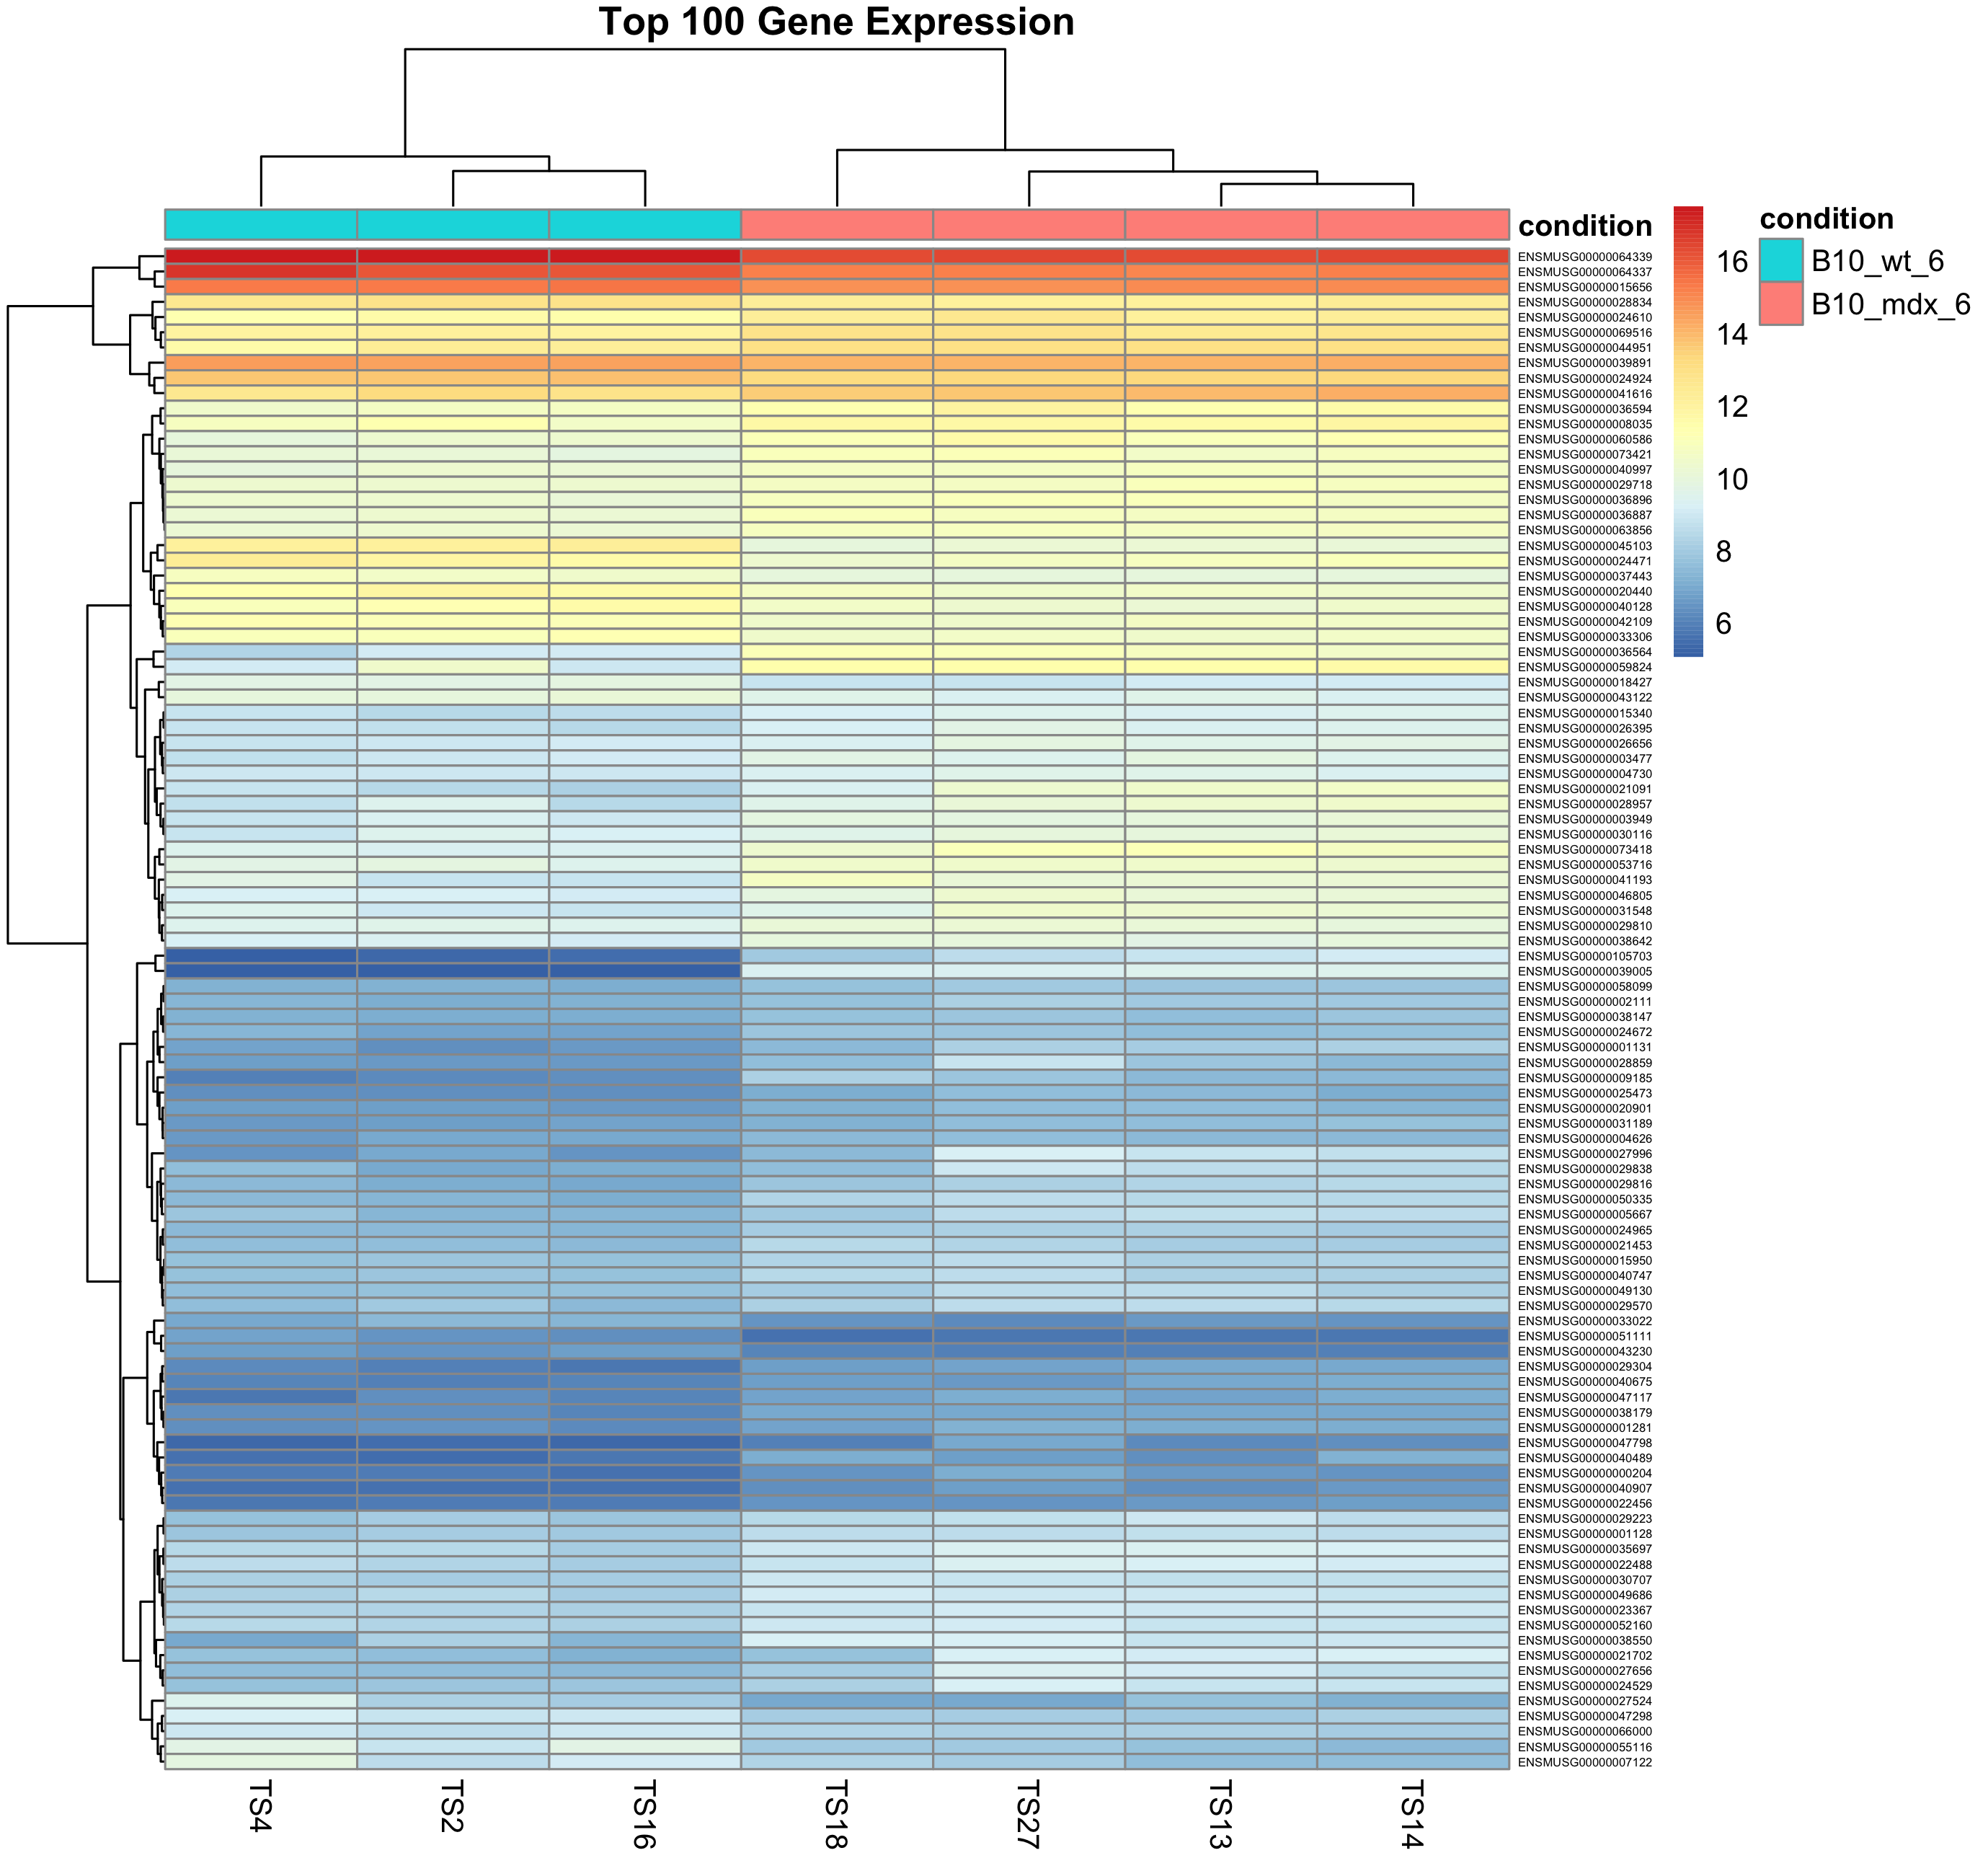 Top 100 Gene Expression
condition
16
14
12
10
8
6
condition
B10_wt_6
B10_mdx_6
ENSMUSG00000064339
ENSMUSG00000064337
ENSMUSG00000015656
ENSMUSG00000028834
ENSMUSG00000024610
ENSMUSG00000069516
ENSMUSG00000044951
ENSMUSG00000039891
ENSMUSG00000024924
ENSMUSG00000041616
ENSMUSG00000036594
ENSMUSG00000008035
ENSMUSG00000060586
ENSMUSG00000073421
ENSMUSG00000040997
ENSMUSG00000029718
ENSMUSG00000036896
ENSMUSG00000036887
ENSMUSG00000063856
ENSMUSG00000045103
ENSMUSG00000024471
ENSMUSG00000037443
ENSMUSG00000020440
ENSMUSG00000040128
ENSMUSG00000042109
ENSMUSG00000033306
ENSMUSG00000036564
ENSMUSG00000059824
ENSMUSG00000018427
ENSMUSG00000043122
ENSMUSG00000015340
ENSMUSG00000026395
ENSMUSG00000026656
ENSMUSG00000003477
ENSMUSG00000004730
ENSMUSG00000021091
ENSMUSG00000028957
ENSMUSG00000003949
ENSMUSG00000030116
ENSMUSG00000073418
ENSMUSG00000053716
ENSMUSG00000041193
ENSMUSG00000046805
ENSMUSG00000031548
ENSMUSG00000029810
ENSMUSG00000038642
ENSMUSG00000105703
ENSMUSG00000039005
ENSMUSG00000058099
ENSMUSG00000002111
ENSMUSG00000038147
ENSMUSG00000024672
ENSMUSG00000001131
ENSMUSG00000028859
ENSMUSG00000009185
ENSMUSG00000025473
ENSMUSG00000020901
ENSMUSG00000031189
ENSMUSG00000004626
ENSMUSG00000027996
ENSMUSG00000029838
ENSMUSG00000029816
ENSMUSG00000050335
ENSMUSG00000005667
ENSMUSG00000024965
ENSMUSG00000021453
ENSMUSG00000015950
ENSMUSG00000040747
ENSMUSG00000049130
ENSMUSG00000029570
ENSMUSG00000033022
ENSMUSG00000051111
ENSMUSG00000043230
ENSMUSG00000029304
ENSMUSG00000040675
ENSMUSG00000047117
ENSMUSG00000038179
ENSMUSG00000001281
ENSMUSG00000047798
ENSMUSG00000040489
ENSMUSG00000000204
ENSMUSG00000040907
ENSMUSG00000022456
ENSMUSG00000029223
ENSMUSG00000001128
ENSMUSG00000035697
ENSMUSG00000022488
ENSMUSG00000030707
ENSMUSG00000049686
ENSMUSG00000023367
ENSMUSG00000052160
ENSMUSG00000038550
ENSMUSG00000021702
ENSMUSG00000027656
ENSMUSG00000024529
ENSMUSG00000027524
ENSMUSG00000047298
ENSMUSG00000066000
ENSMUSG00000055116
ENSMUSG00000007122
TS4
TS2
TS16
TS18
TS27
TS13
TS14